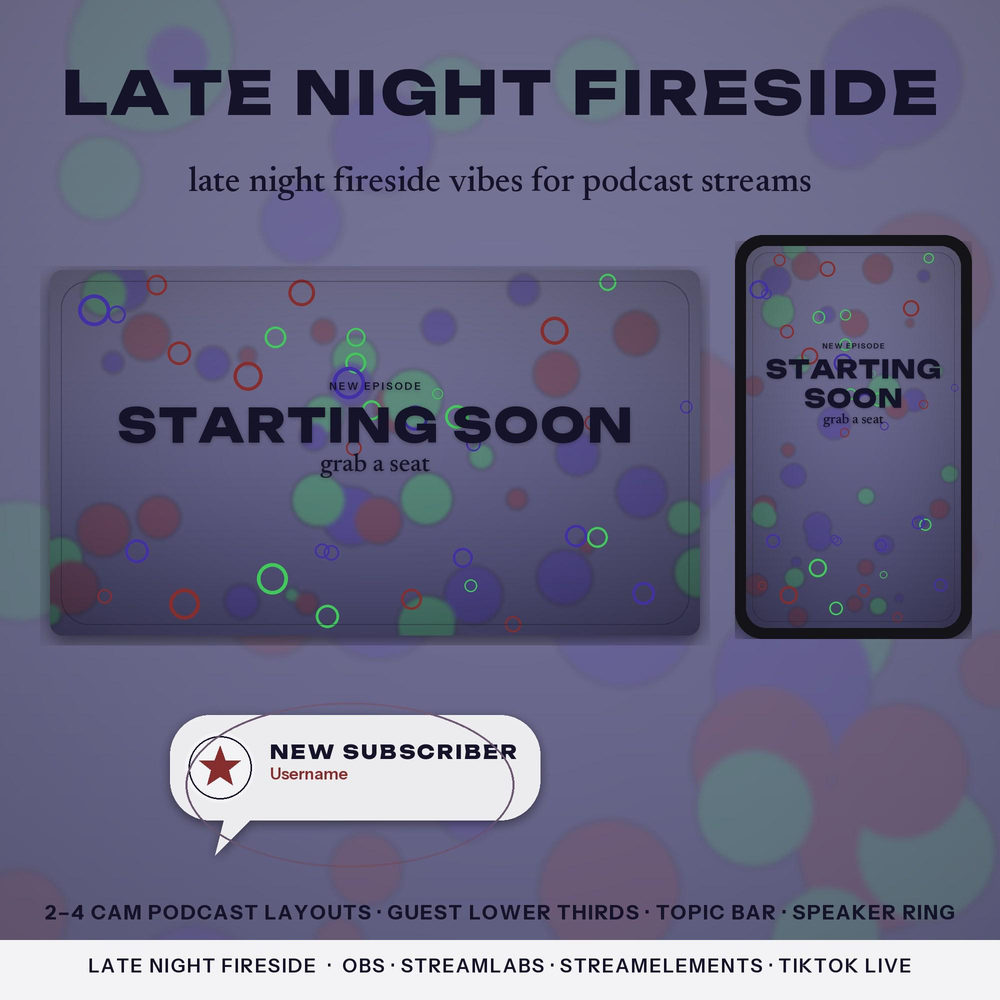 LATE NIGHT FIRESIDE
late night fireside vibes for podcast streams
NEW EPISODE
STARTING SOON
grab a seat
NEW EPISODE
STARTING
SOON
grab a seat
NEW SUBSCRIBER
Username
2–4 CAM PODCAST LAYOUTS · GUEST LOWER THIRDS · TOPIC BAR · SPEAKER RING
LATE NIGHT FIRESIDE · OBS · STREAMLABS · STREAMELEMENTS · TIKTOK LIVE